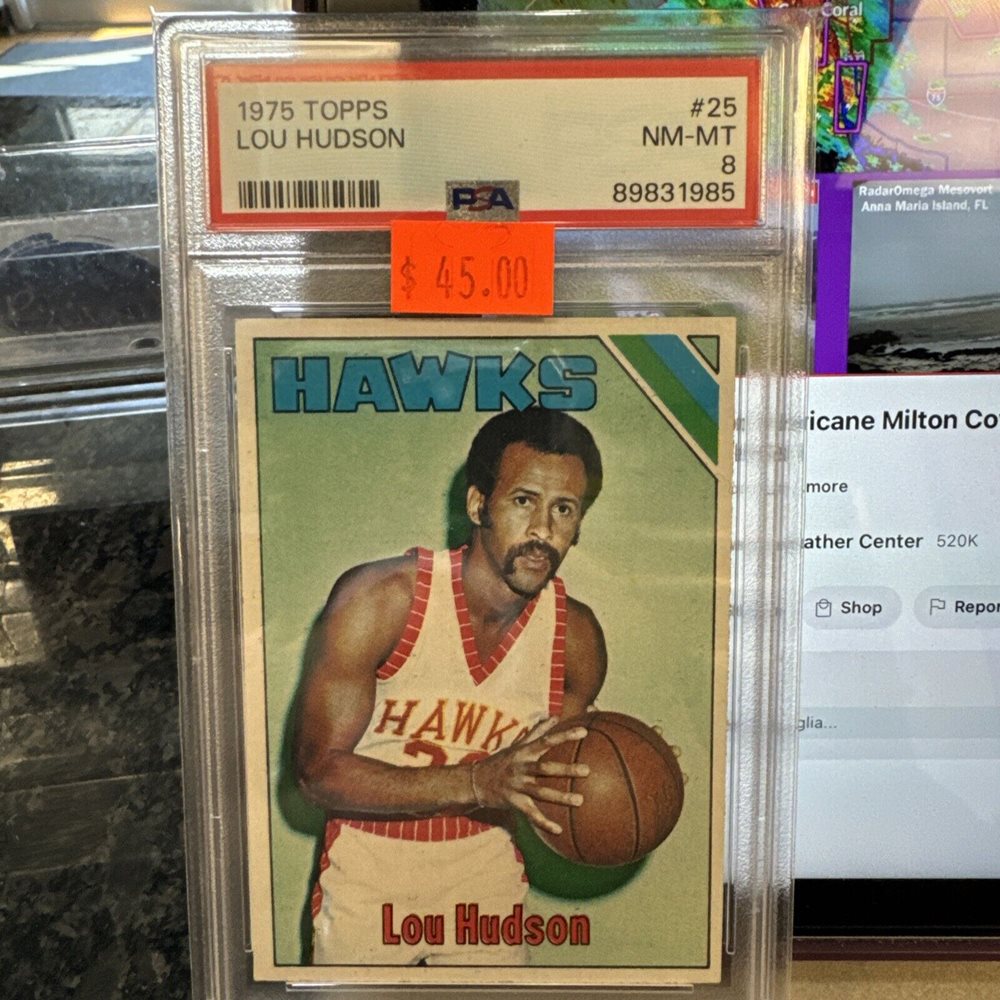 1975 TOPPS
LOU HUDSON
#25
NM-MT
8
89831985
PSA
$ 45.00
HAWKS
HAWKS
Lou Hudson
Coral
RadarOmega Mesovort
Anna Maria Island, FL
ricane Milton Co
more
ather Center 520K
Shop
Repor
glia...